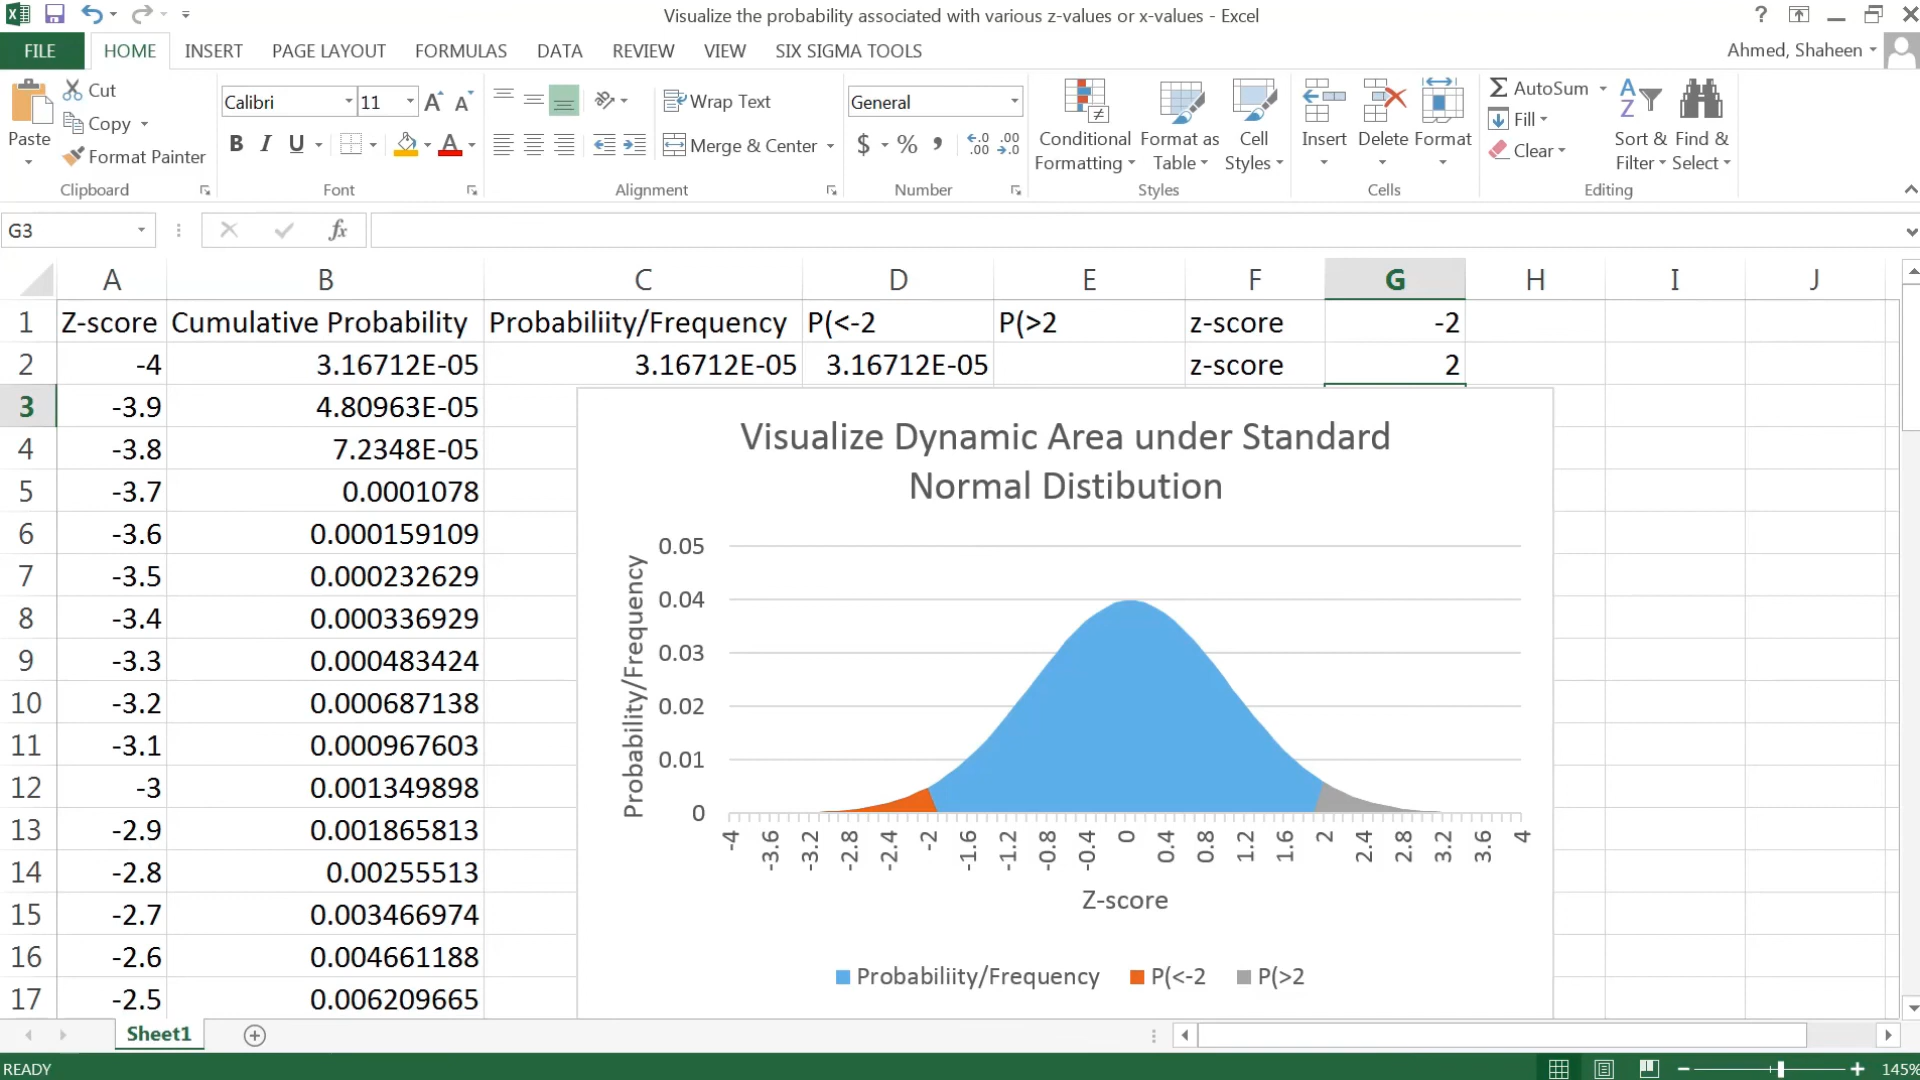 Visualize the probability associated with various z-values or x-values - Excel
?
FILE HOME INSERT PAGE LAYOUT FORMULAS DATA REVIEW VIEW SIX SIGMA TOOLS Ahmed, Shaheen
Paste Cut Copy Format Painter Clipboard
Calibri 11 A A B I U A Font
Wrap Text Merge & Center Alignment
General $ % , .0 .00 .00 .0 Number
Conditional Formatting Format as Table Cell Styles Styles
Insert Delete Format Cells
Σ AutoSum Fill Clear A Z Sort & Filter Find & Select Editing
G3 fx
A B C D E F G H I J
1 Z-score Cumulative Probability Probabiliity/Frequency P(<-2 P(>2 z-score -2
2 -4 3.16712E-05 3.16712E-05 3.16712E-05 z-score 2
3 -3.9 4.80963E-05
4 -3.8 7.2348E-05
5 -3.7 0.0001078
6 -3.6 0.000159109
7 -3.5 0.000232629
8 -3.4 0.000336929
9 -3.3 0.000483424
10 -3.2 0.000687138
11 -3.1 0.000967603
12 -3 0.001349898
13 -2.9 0.001865813
14 -2.8 0.00255513
15 -2.7 0.003466974
16 -2.6 0.004661188
17 -2.5 0.006209665
Visualize Dynamic Area under Standard
Normal Distibution
Probability/Frequency
0.05
0.04
0.03
0.02
0.01
0
-4 -3.6 -3.2 -2.8 -2.4 -2 -1.6 -1.2 -0.8 -0.4 0 0.4 0.8 1.2 1.6 2 2.4 2.8 3.2 3.6 4
Z-score
Probabiliity/Frequency P(<-2 P(>2
Sheet1
READY 145%